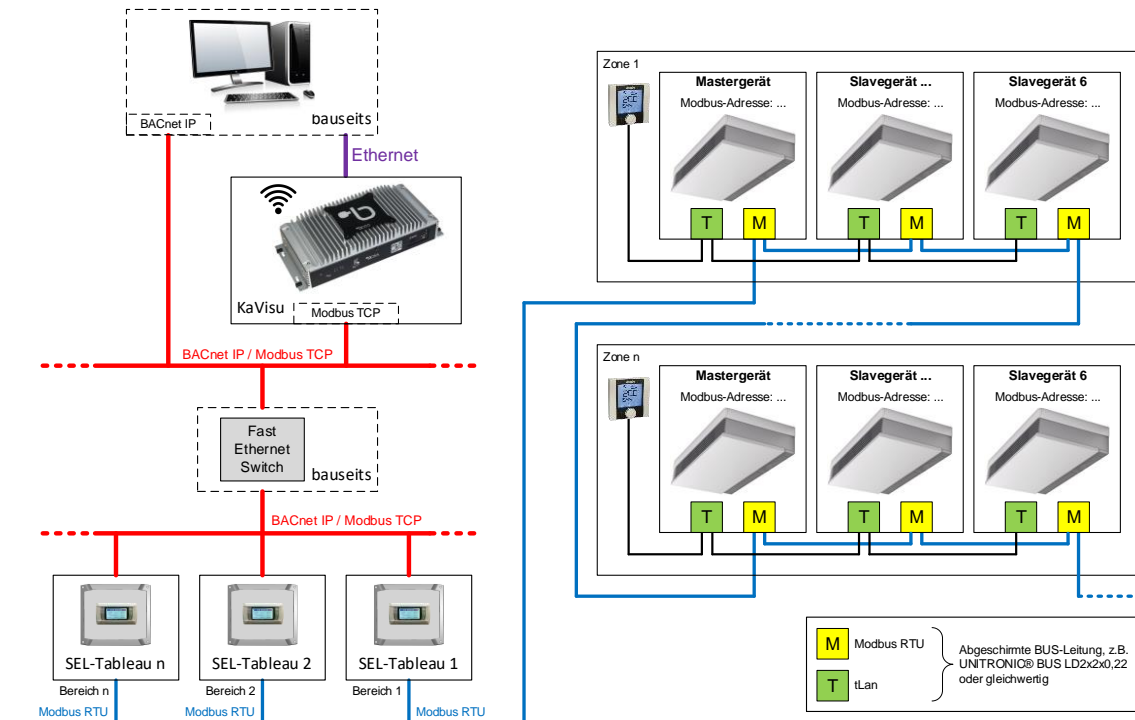 BACnet IP
bauseits
Ethernet
KaVisu
Modbus TCP
BACnet IP / Modbus TCP
Fast
Ethernet
Switch
bauseits
BACnet IP / Modbus TCP
SEL-Tableau n
SEL-Tableau 2
SEL-Tableau 1
Bereich n
Bereich 2
Bereich 1
Modbus RTU
Modbus RTU
Modbus RTU
Zone 1
Mastergerät
Modbus-Adresse: ...
Slavegerät ...
Modbus-Adresse: ...
Slavegerät 6
Modbus-Adresse: ...
T
M
T
M
T
M
Zone n
Mastergerät
Modbus-Adresse: ...
Slavegerät ...
Modbus-Adresse: ...
Slavegerät 6
Modbus-Adresse: ...
T
M
T
M
T
M
M
Modbus RTU
T
tLan
Abgeschirmte BUS-Leitung, z.B.
UNITRONIC® BUS LD2x2x0,22
oder gleichwertig